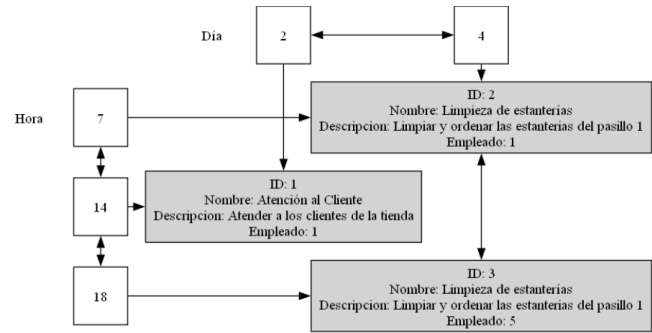 Día
2
4
Hora
7
ID: 2
Nombre: Limpieza de estanterías
Descripcion: Limpiar y ordenar las estanterias del pasillo 1
Empleado: 1
14
ID: 1
Nombre: Atención al Cliente
Descripcion: Atender a los clientes de la tienda
Empleado: 1
18
ID: 3
Nombre: Limpieza de estanterías
Descripcion: Limpiar y ordenar las estanterias del pasillo 1
Empleado: 5